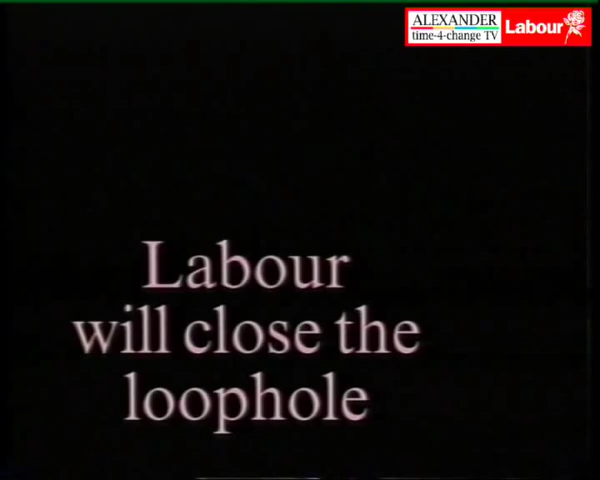 ALEXANDER
time-4-change TV
Labour
Labour
will close the
loophole